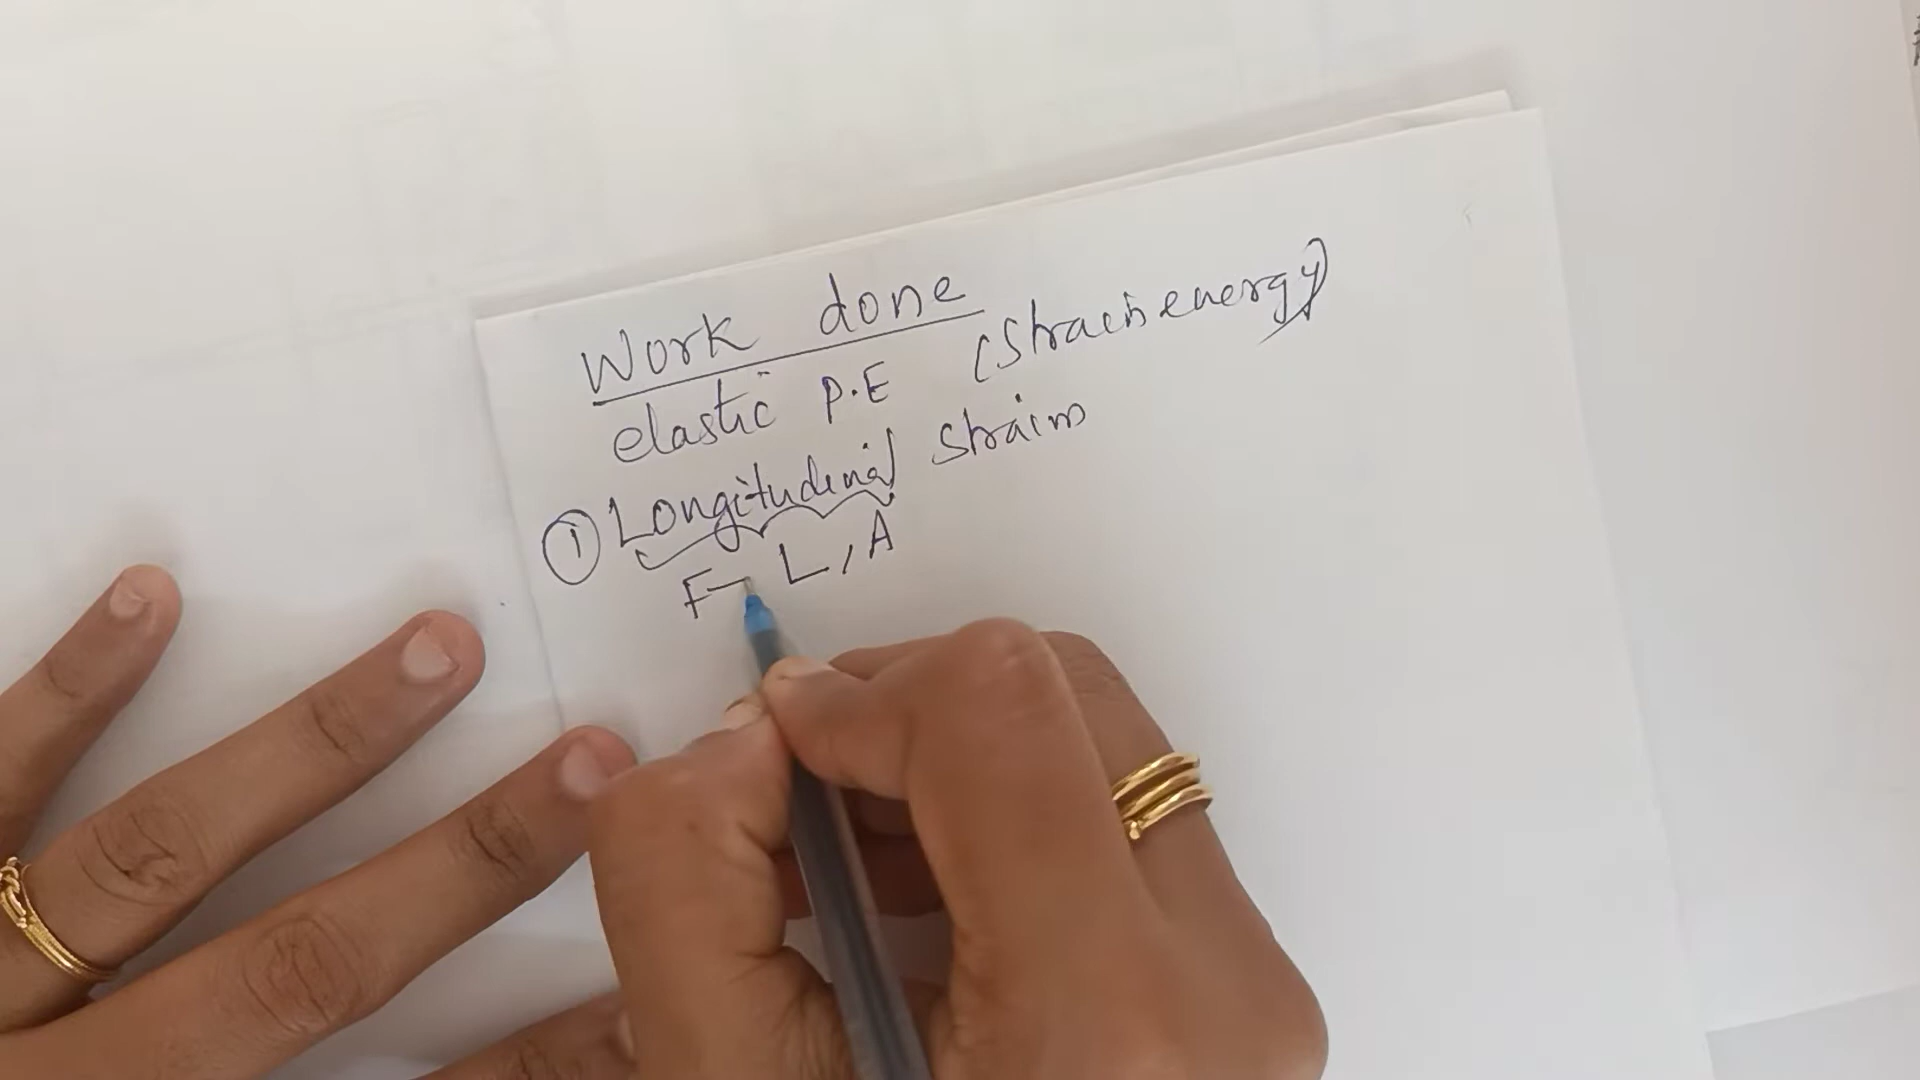 Work done
elastic P.E (Strain energy)
① Longitudinal Strain
F— L, A